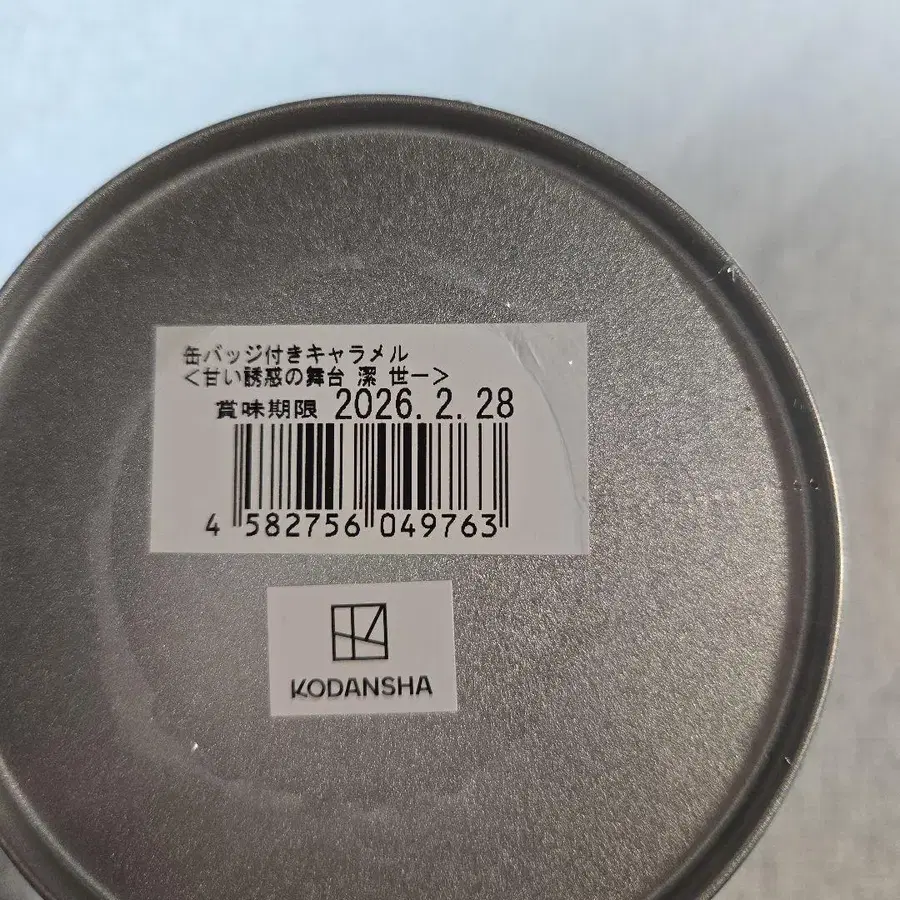 缶バッジ付きキャラメル
<甘い誘惑の舞台 潔 世一>
賞味期限 2026. 2. 28
4 582756 049763
KODANSHA